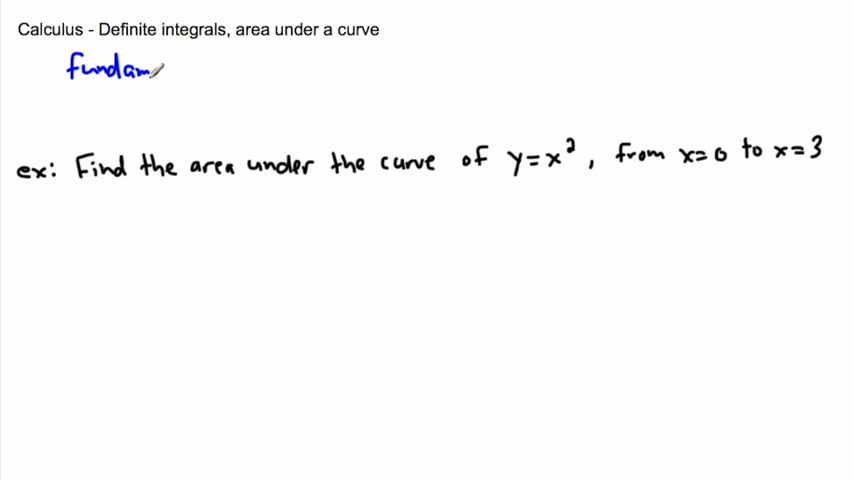 Calculus - Definite integrals, area under a curve
fundam
ex: Find the area under the curve of y=x², from x=0 to x=3